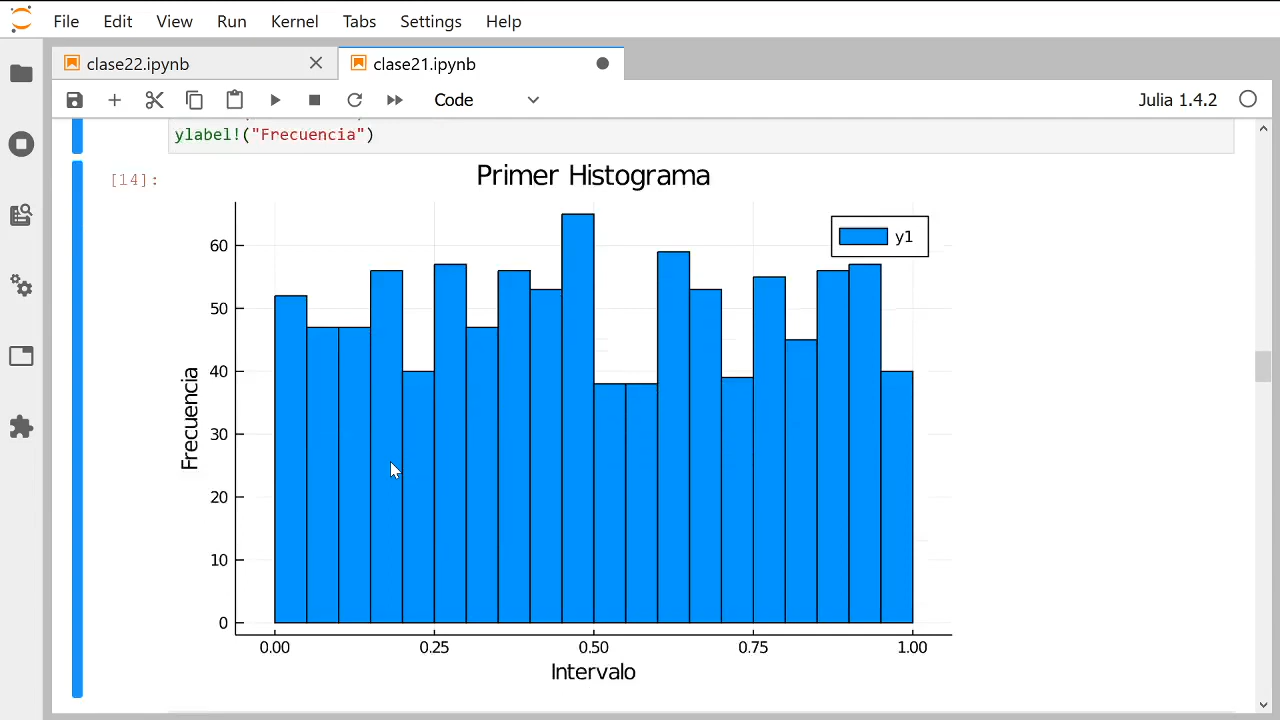 File Edit View Run Kernel Tabs Settings Help
clase22.ipynb clase21.ipynb
Code Julia 1.4.2
ylabel!("Frecuencia")
[14]:
Primer Histograma
y1
60
50
40
30
20
10
0
Frecuencia
0.00 0.25 0.50 0.75 1.00
Intervalo